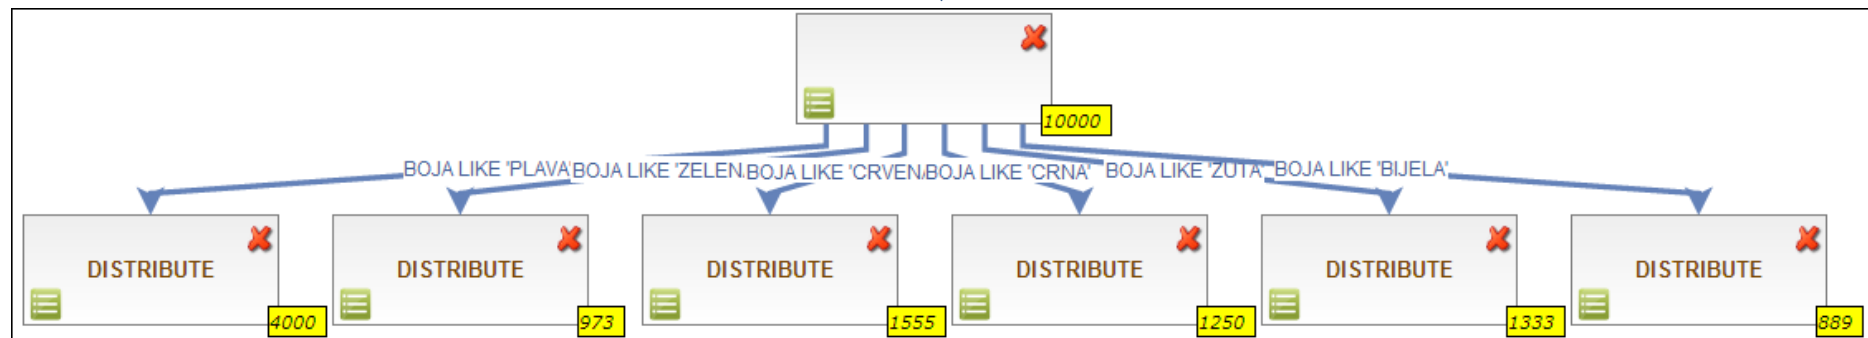 10000
BOJA LIKE 'PLAVA'
BOJA LIKE 'ZELEN
BOJA LIKE 'CRVENA
BOJA LIKE 'CRNA'
BOJA LIKE 'ZUTA'
BOJA LIKE 'BIJELA'
DISTRIBUTE
4000
DISTRIBUTE
973
DISTRIBUTE
1555
DISTRIBUTE
1250
DISTRIBUTE
1333
DISTRIBUTE
889